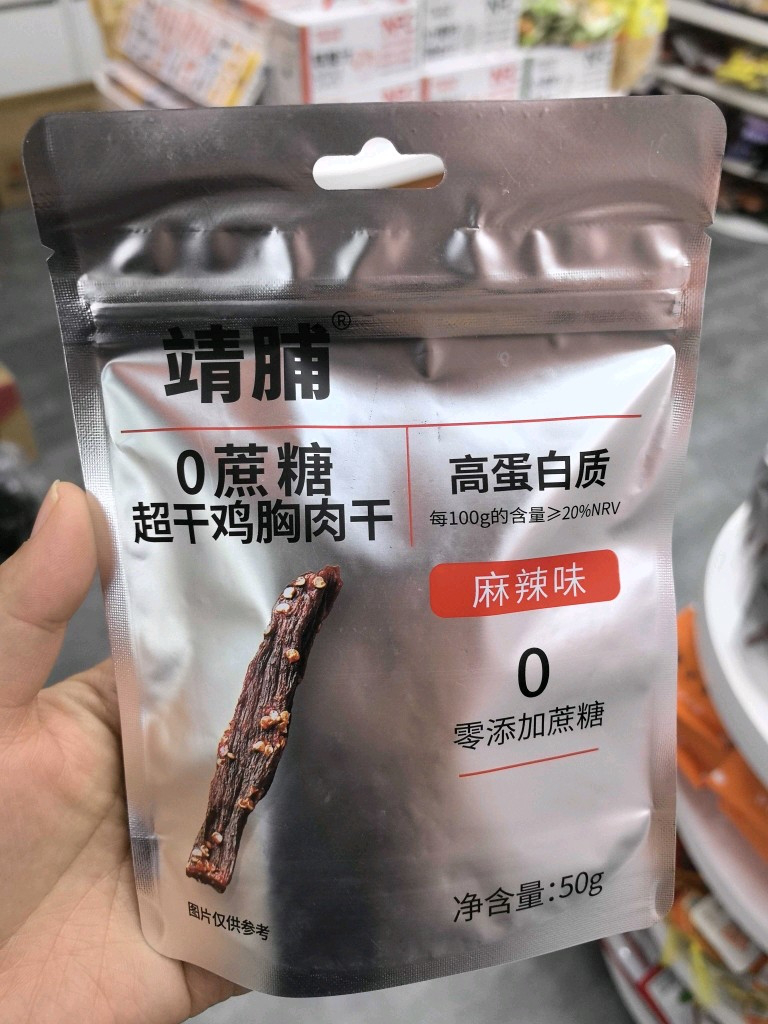 靖脯®
0蔗糖
超干鸡胸肉干
高蛋白质
每100g的含量≥20%NRV
麻辣味
0
零添加蔗糖
图片仅供参考
净含量:50g